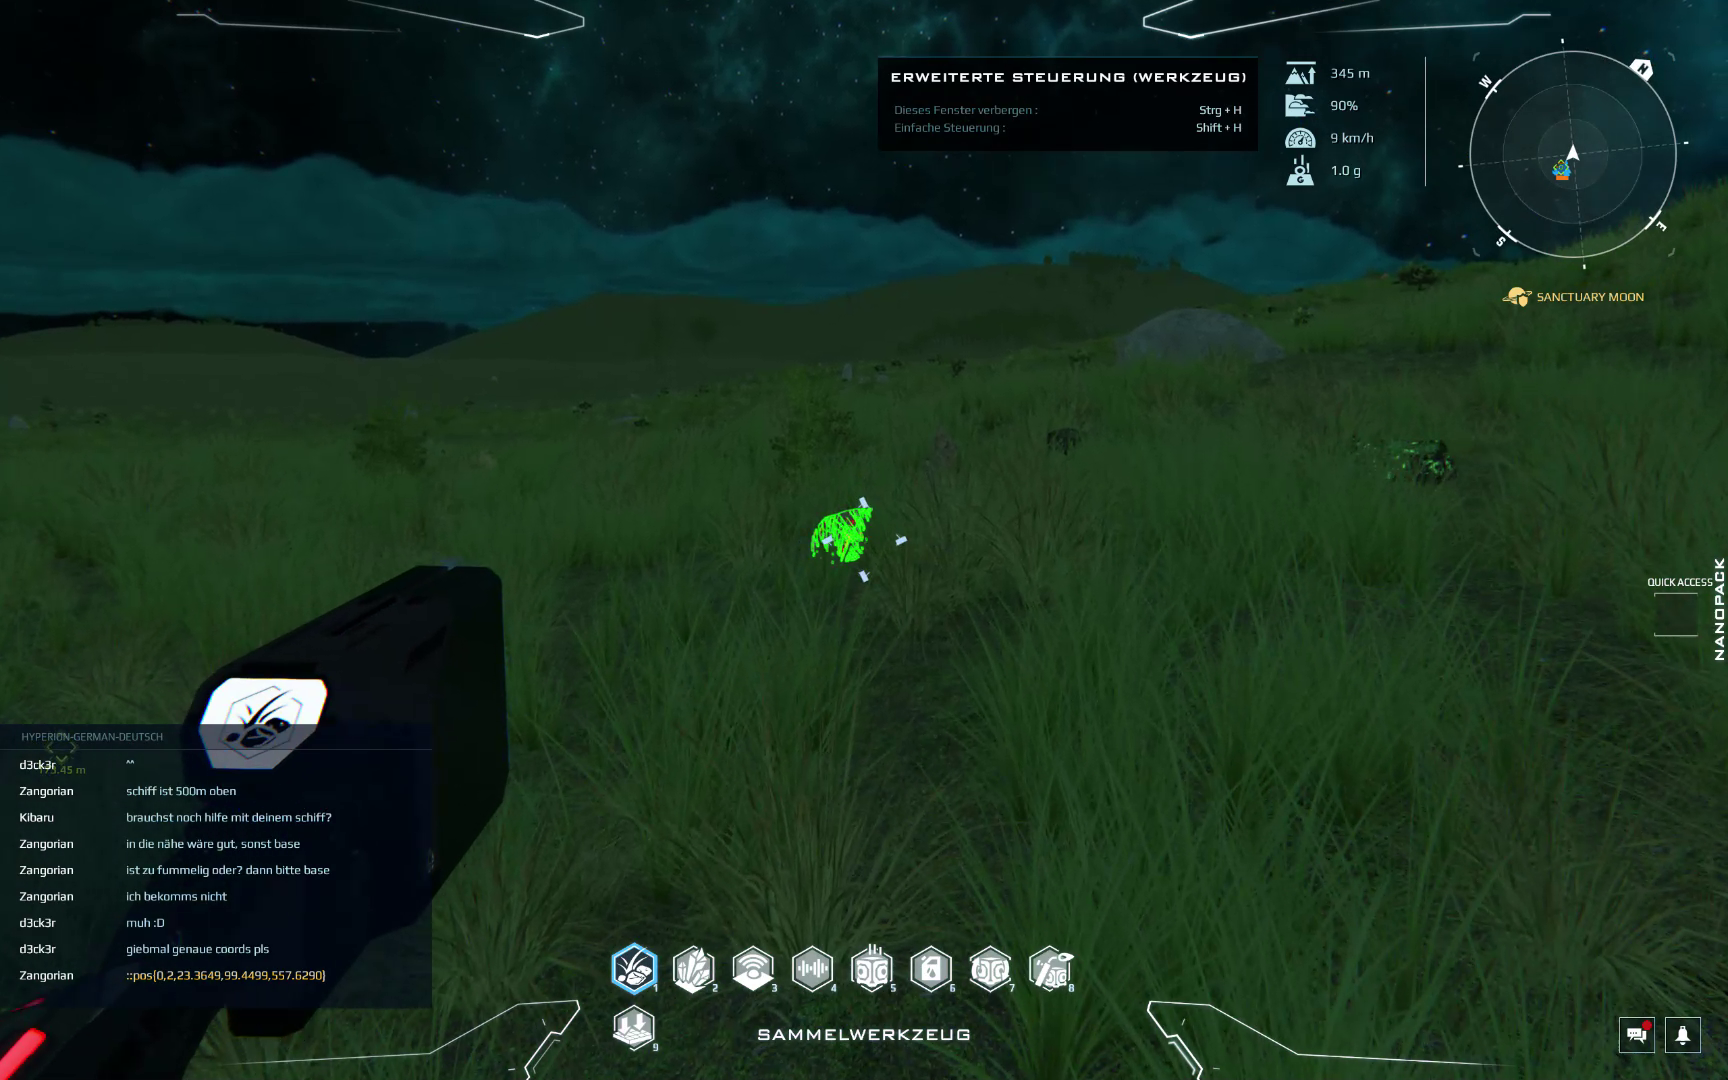 ERWEITERTE STEUERUNG (WERKZEUG)
Dieses Fenster verbergen : Strg + H
Einfache Steuerung : Shift + H
345 m
90%
9 km/h
1.0 g
G
N
W
E
S
SANCTUARY MOON
QUICK ACCESS
NANOPACK
HYPERION-GERMAN-DEUTSCH
d3ck3r ^^
Zangorian schiff ist 500m oben
Kibaru brauchst noch hilfe mit deinem schiff?
Zangorian in die nähe wäre gut, sonst base
Zangorian ist zu fummelig oder? dann bitte base
Zangorian ich bekomms nicht
d3ck3r muh :D
d3ck3r giebmal genaue coords pls
Zangorian ::pos{0,2,23.3649,99.4499,557.6290}
1 2 3 4 5 6 7 8
9
SAMMELWERKZEUG